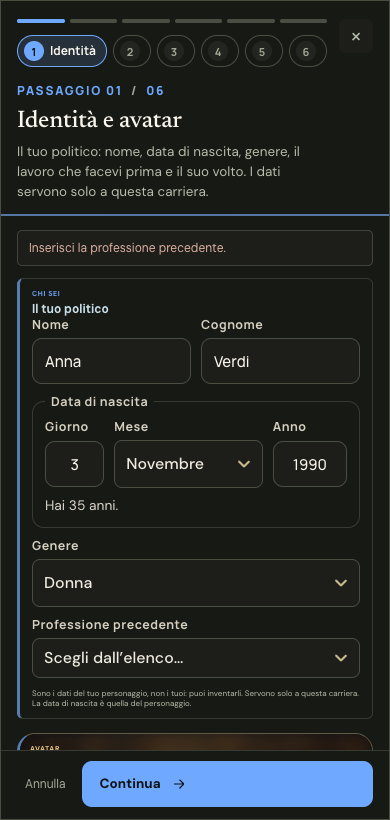 1 Identità 2 3 4 5 6 ×
PASSAGGIO 01 / 06
Identità e avatar
Il tuo politico: nome, data di nascita, genere, il
lavoro che facevi prima e il suo volto. I dati
servono solo a questa carriera.
Inserisci la professione precedente.
CHI SEI
Il tuo politico
Nome Cognome
Anna Verdi
Data di nascita
Giorno Mese Anno
3 Novembre 1990
Hai 35 anni.
Genere
Donna
Professione precedente
Scegli dall’elenco…
Sono i dati del tuo personaggio, non i tuoi: puoi inventarli. Servono solo a questa carriera.
La data di nascita è quella del personaggio.
AVATAR
Annulla Continua →